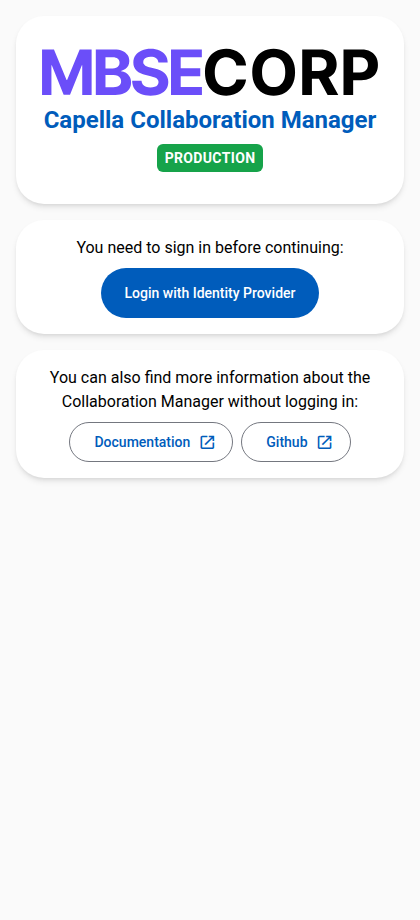 MBSECORP
Capella Collaboration Manager
PRODUCTION
You need to sign in before continuing:
Login with Identity Provider
You can also find more information about the
Collaboration Manager without logging in:
Documentation
Github